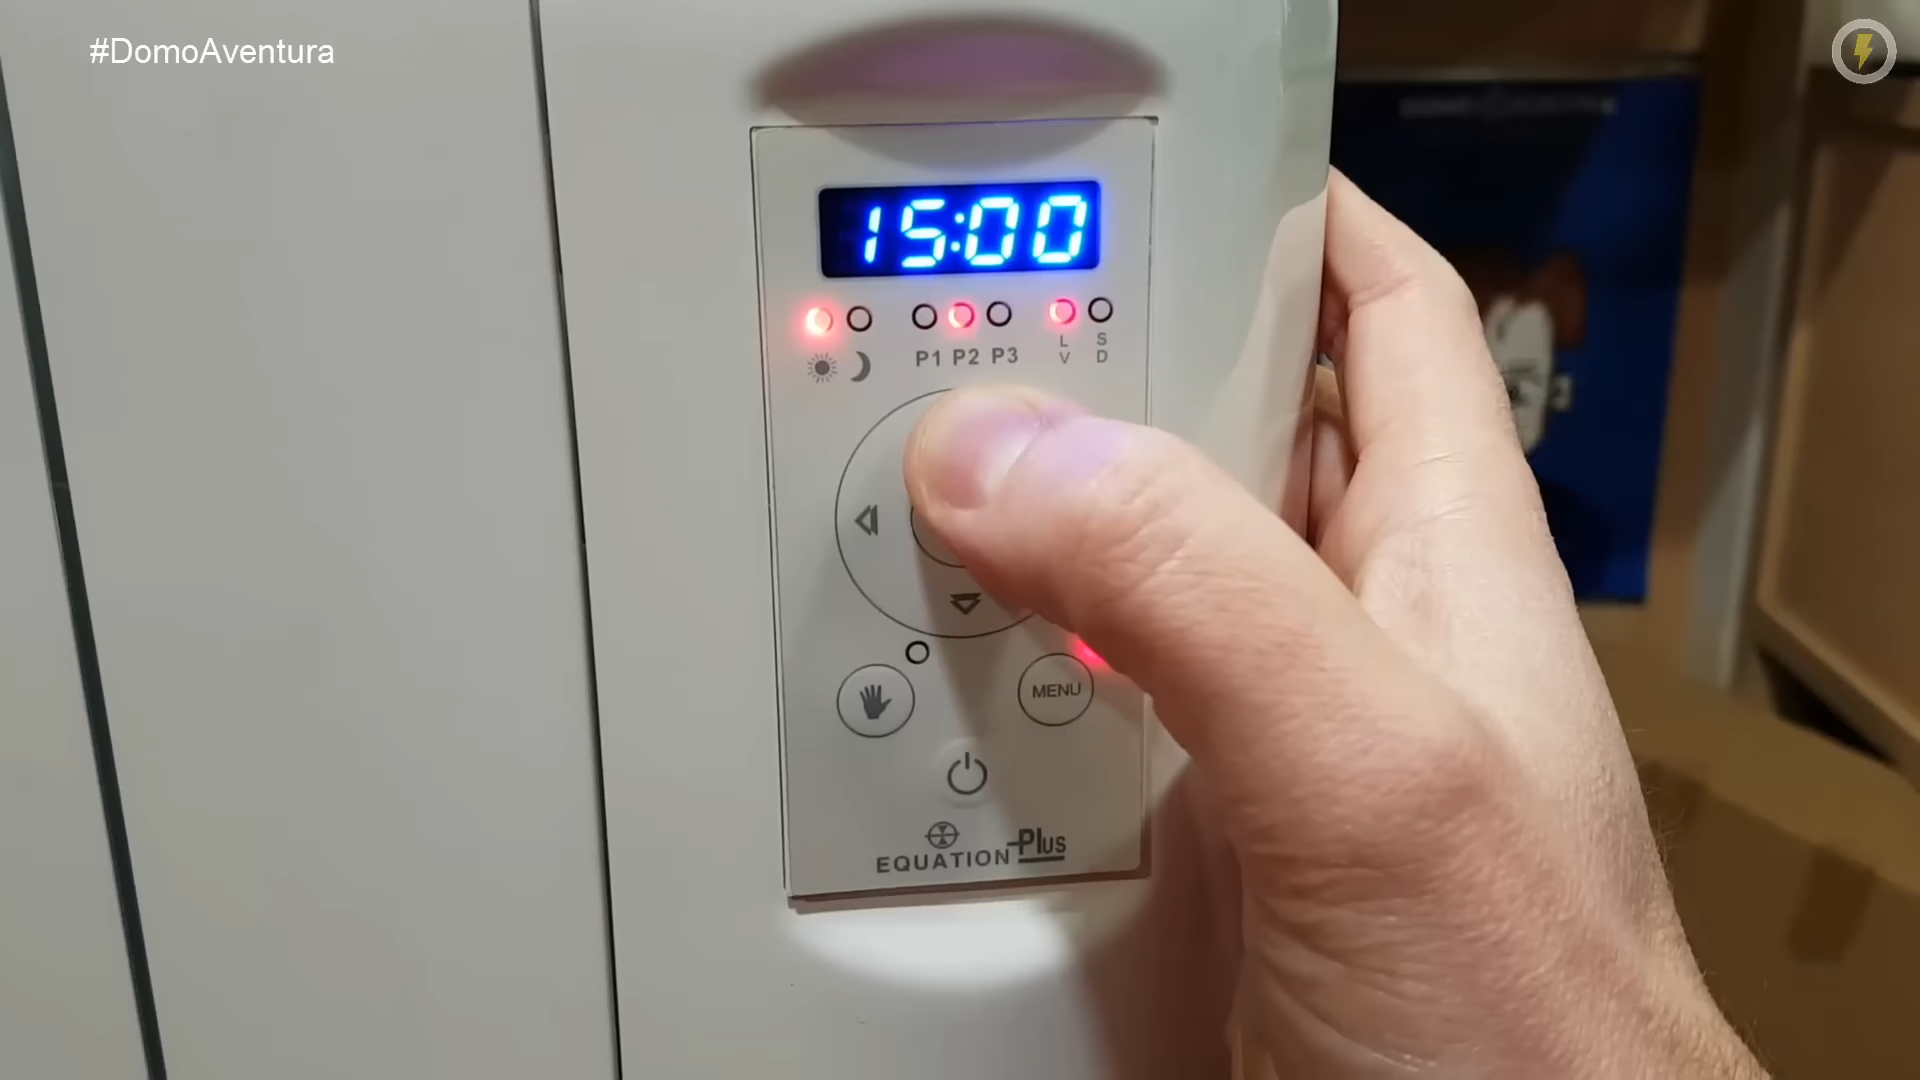 #DomoAventura
15:00
P1 P2 P3
L S
V D
MENU
EQUATION Plus